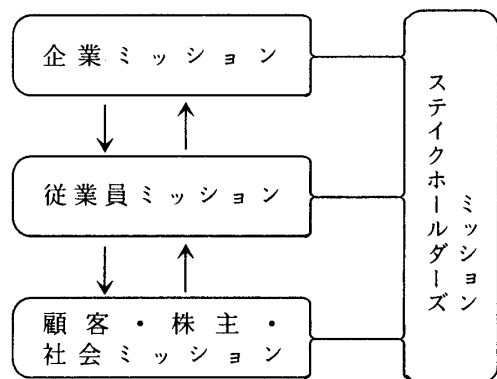 企業ミッション
従業員ミッション
顧客・株主・
社会ミッション
ステイクホールダーズ
ミッション